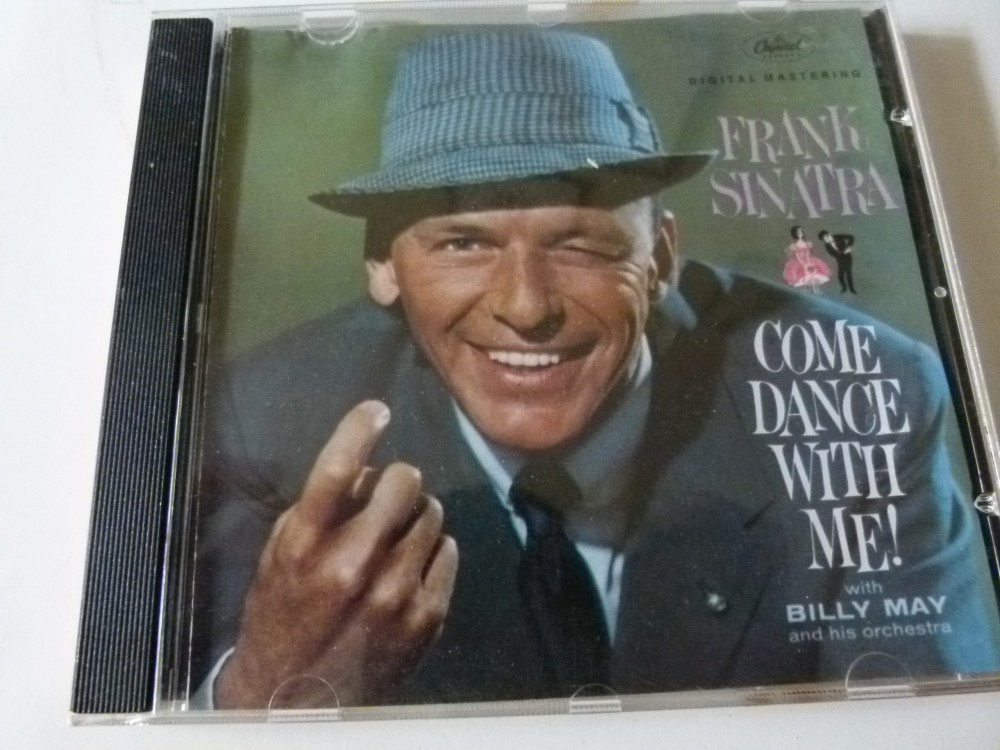 Capitol
DIGITAL MASTERING
FRANK
SINATRA
COME
DANCE
WITH
ME!
with
BILLY MAY
and his orchestra